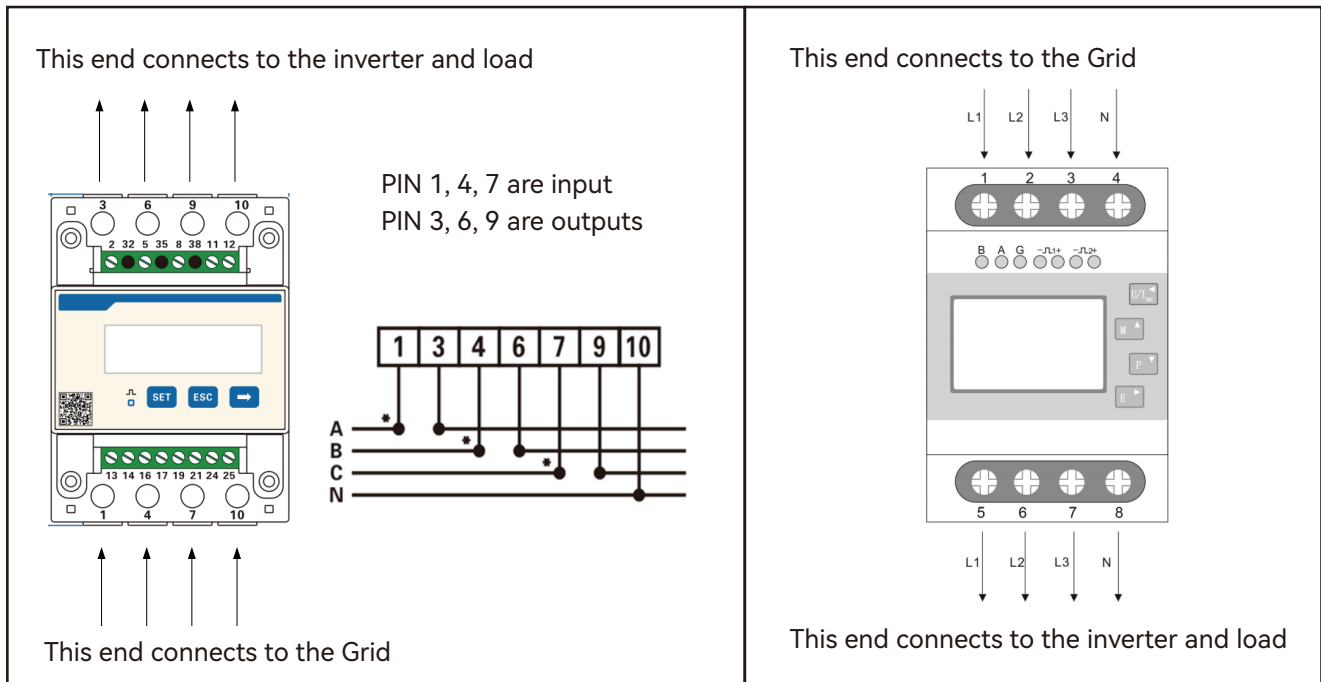 This end connects to the inverter and load
3 6 9 10
2 32 5 35 8 38 11 12
SET ESC
13 14 16 17 19 21 24 25
1 4 7 10
This end connects to the Grid
PIN 1, 4, 7 are input
PIN 3, 6, 9 are outputs
1 3 4 6 7 9 10
A *
B *
C *
N
This end connects to the Grid
L1 L2 L3 N
1 2 3 4
B A G - 1+ - 2+
U/I
M
P
E
5 6 7 8
L1 L2 L3 N
This end connects to the inverter and load